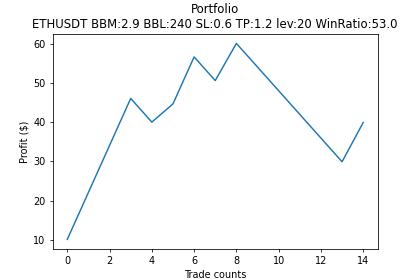 Portfolio
ETHUSDT BBM:2.9 BBL:240 SL:0.6 TP:1.2 lev:20 WinRatio:53.0
60
50
40
30
20
10
Profit ($)
0 2 4 6 8 10 12 14
Trade counts